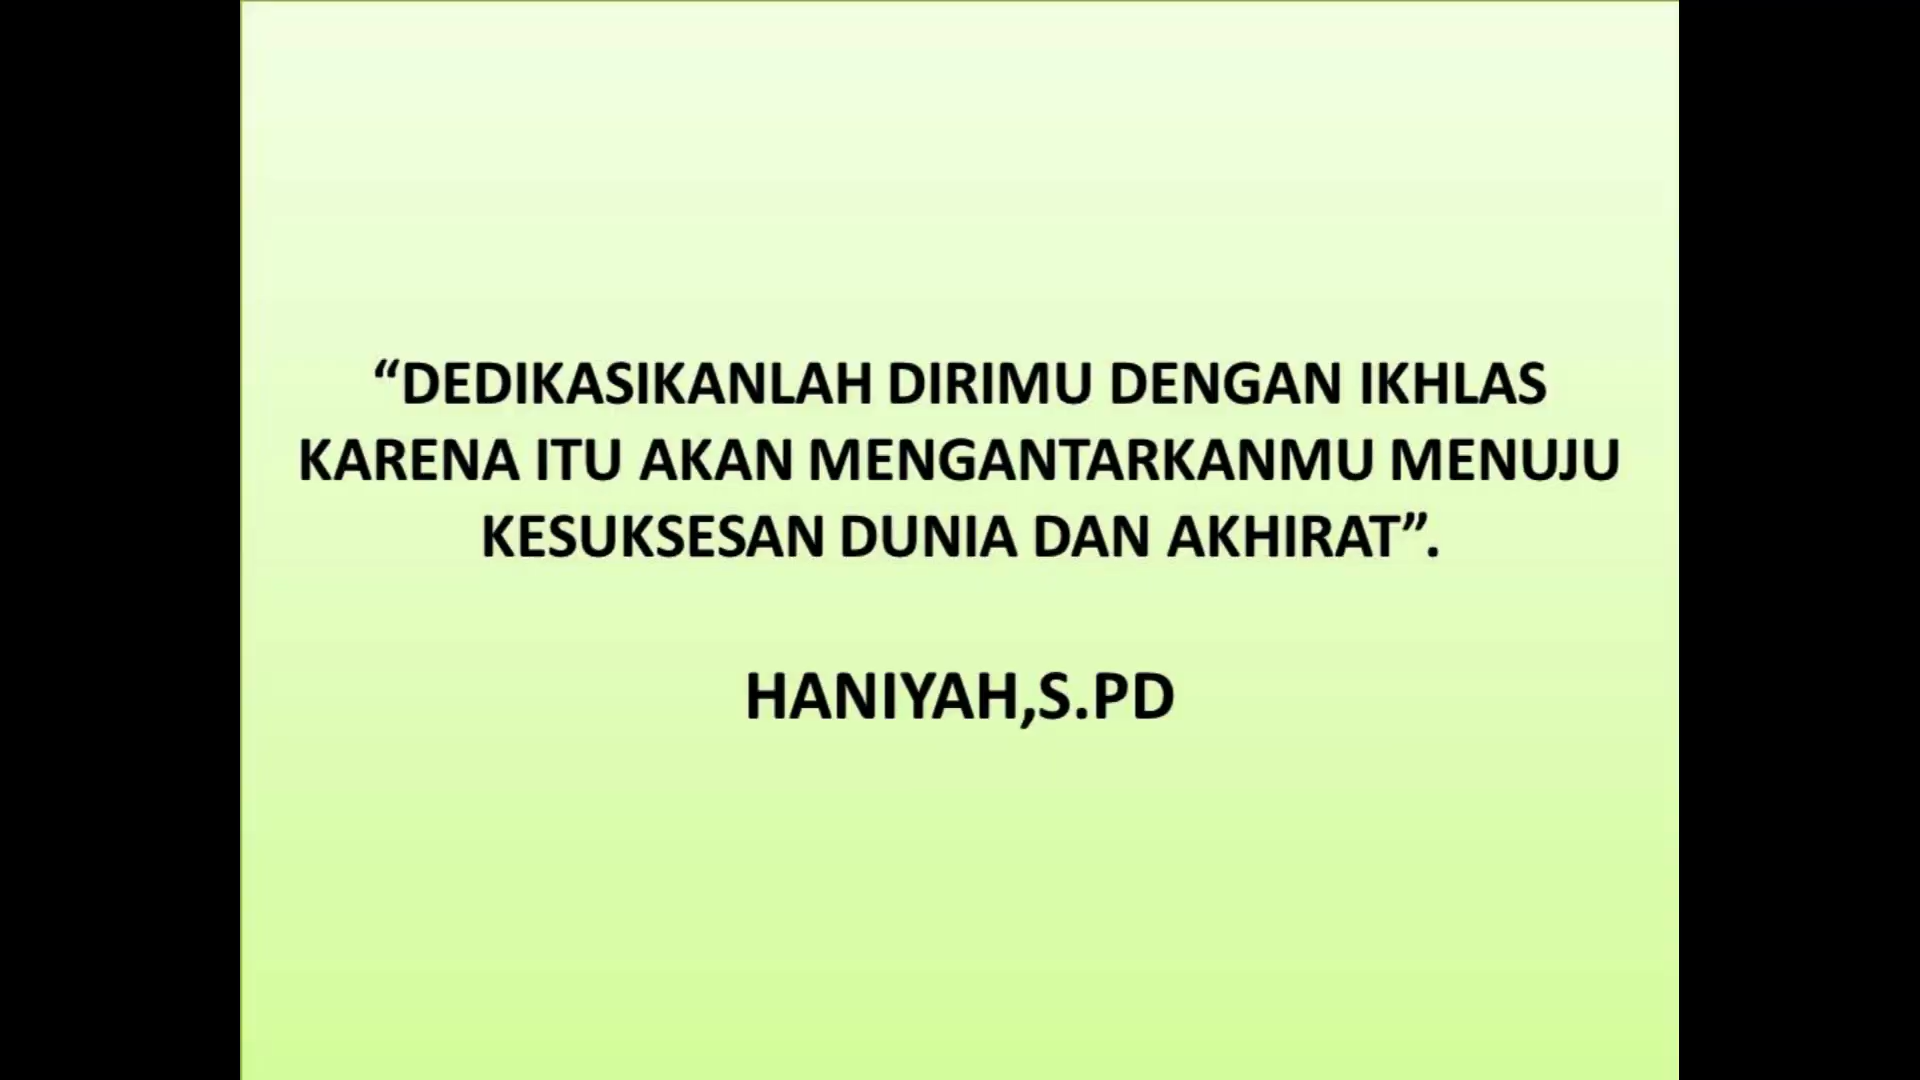 “DEDIKASIKANLAH DIRIMU DENGAN IKHLAS
KARENA ITU AKAN MENGANTARKANMU MENUJU
KESUKSESAN DUNIA DAN AKHIRAT”.
HANIYAH,S.PD